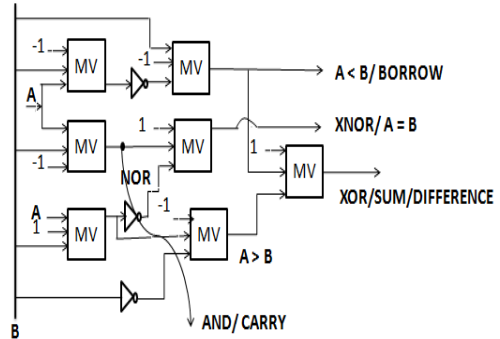 -1
MV
-1
MV
A < B/ BORROW
A
1
XNOR/ A = B
MV
MV
1
MV
-1
NOR
XOR/SUM/DIFFERENCE
A
1
MV
-1
MV
A > B
AND/ CARRY
B